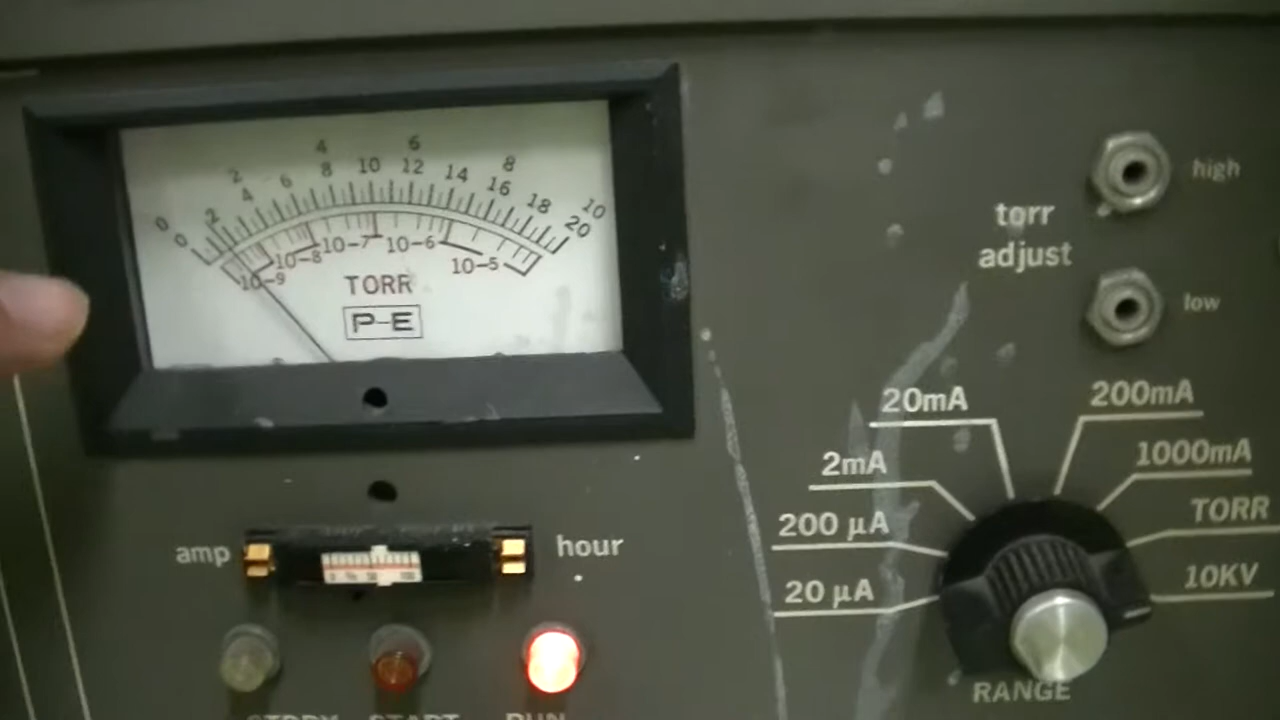 0 2 4 6 8 10
0 2 4 6 8 10 12 14 16 18 20
10-9 10-8 10-7 10-6 10-5
TORR
P-E
high
torr
adjust
low
20mA
200mA
2mA
1000mA
200 μA
TORR
20 μA
10KV
RANGE
amp
hour
STDBY START RUN